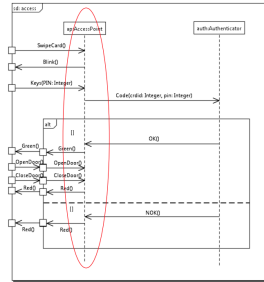 sd: access
ap:AccessPoint
auth:Authenticator
SwipeCard()
Blink()
Keys(PIN: Integer)
Code(crdid: Integer, pin: Integer)
alt
||
OK()
Green()
Green()
OpenDoor()
OpenDoor()
CloseDoor()
CloseDoor()
Red()
Red()
||
NOK()
Red()
Red()